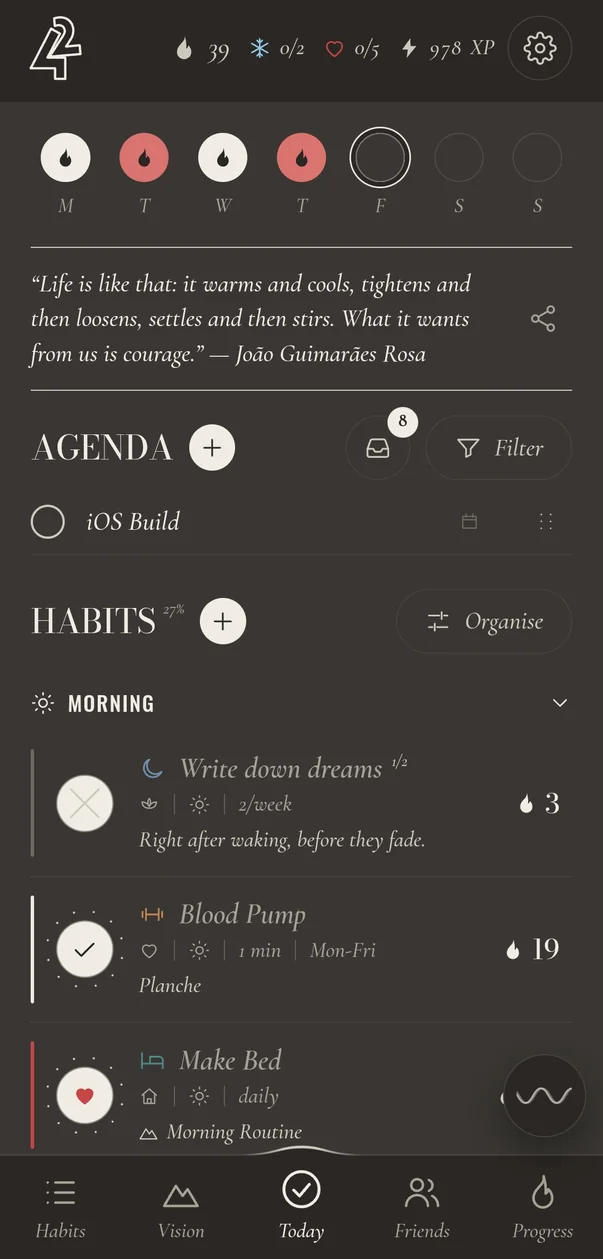 42
39 0/2 0/5 978 XP
M T W T F S S
“Life is like that: it warms and cools, tightens and
then loosens, settles and then stirs. What it wants
from us is courage.” — João Guimarães Rosa
8
AGENDA Filter
iOS Build
HABITS 27% Organise
MORNING
Write down dreams 1/2
2/week
3
Right after waking, before they fade.
Blood Pump
1 min Mon-Fri
19
Planche
Make Bed
daily
Morning Routine
Habits Vision Today Friends Progress